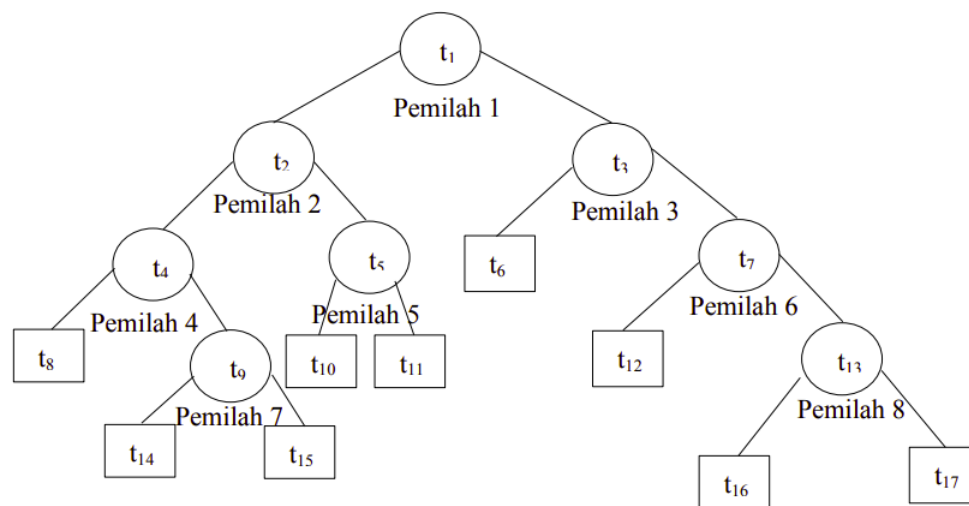 t₁
Pemilah 1
t₂
t₃
Pemilah 2
Pemilah 3
t₄
t₅
t₆
t₇
Pemilah 4
Pemilah 5
Pemilah 6
t₈
t₉
t₁₀
t₁₁
t₁₂
t₁₃
Pemilah 7
Pemilah 8
t₁₄
t₁₅
t₁₆
t₁₇